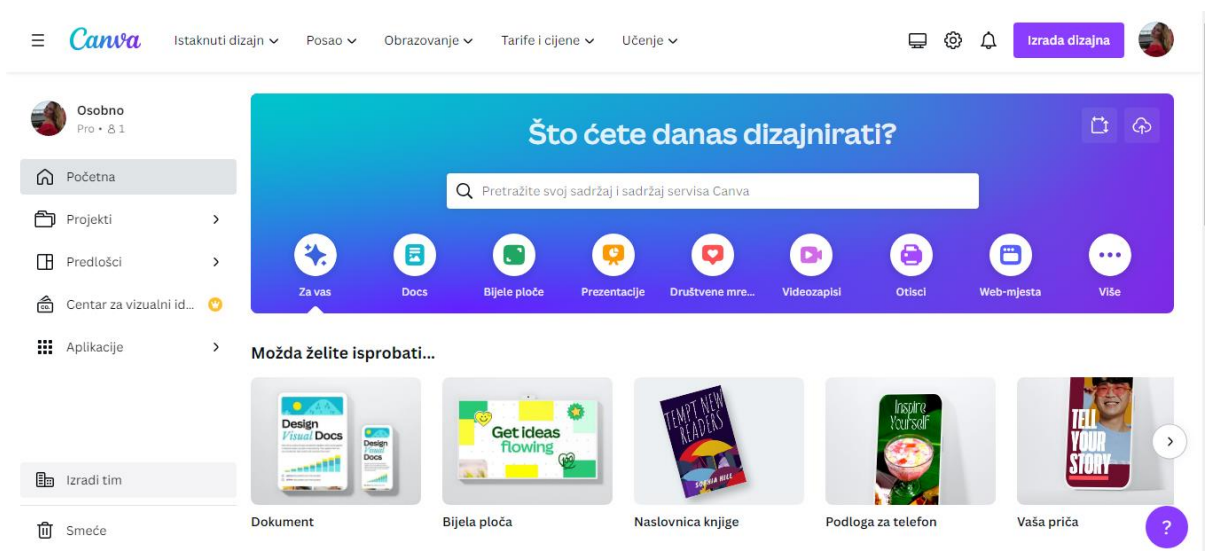 Canva
Istaknuti dizajn
Posao
Obrazovanje
Tarife i cijene
Učenje
Izrada dizajna
Osobno
Pro • 1
Početna
Projekti
Predlošci
Centar za vizualni id...
Aplikacije
Izradi tim
Smeće
Što ćete danas dizajnirati?
Pretražite svoj sadržaj i sadržaj servisa Canva
Za vas
Docs
Bijele ploče
Prezentacije
Društvene mre...
Videozapisi
Otisci
Web-mjesta
Više
Možda želite isprobati...
Design
Visual Docs
Design
Visual
Docs
Get ideas
flowing
TEMPT NEW
READERS
SOPHIA HILL
Inspire
Yourself
TELL
YOUR
STORY
Dokument
Bijela ploča
Naslovnica knjige
Podloga za telefon
Vaša priča
?